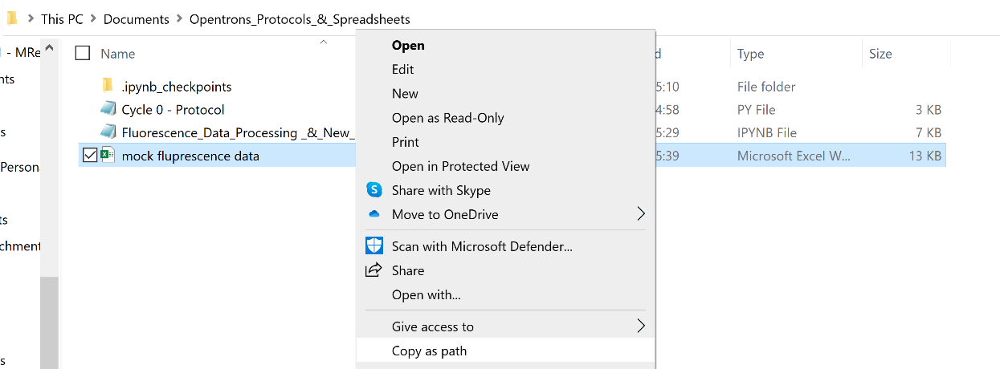 This PC > Documents > Opentrons_Protocols_&_Spreadsheets
Name Type Size
.ipynb_checkpoints 5:10 File folder
Cycle 0 - Protocol 4:58 PY File 3 KB
Fluorescence_Data_Processing _&_New_ 5:29 IPYNB File 7 KB
mock fluprescence data 5:39 Microsoft Excel W... 13 KB
- MRe
nts
s
Persona
ts
chment
s
Open
Edit
New
Open as Read-Only
Print
Open in Protected View
Share with Skype
Move to OneDrive
Scan with Microsoft Defender...
Share
Open with...
Give access to
Copy as path